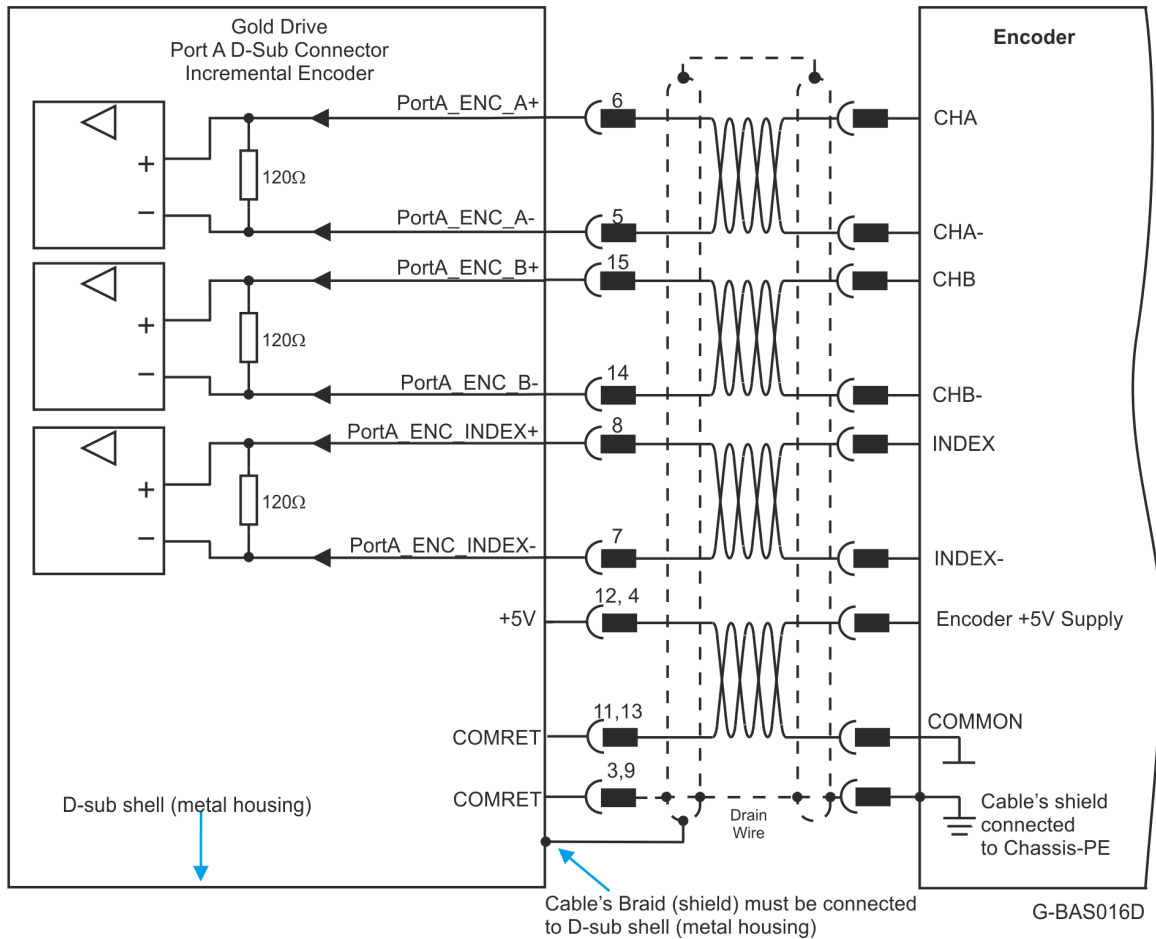 Gold Drive
Port A D-Sub Connector
Incremental Encoder
Encoder
PortA_ENC_A+
6
CHA
+
120Ω
−
PortA_ENC_A-
5
CHA-
PortA_ENC_B+
15
CHB
+
120Ω
−
PortA_ENC_B-
14
CHB-
PortA_ENC_INDEX+
8
INDEX
+
120Ω
−
PortA_ENC_INDEX-
7
INDEX-
+5V
12, 4
Encoder +5V Supply
COMRET
11,13
COMMON
COMRET
3,9
D-sub shell (metal housing)
Drain
Wire
Cable's shield
connected
to Chassis-PE
Cable's Braid (shield) must be connected
to D-sub shell (metal housing)
G-BAS016D